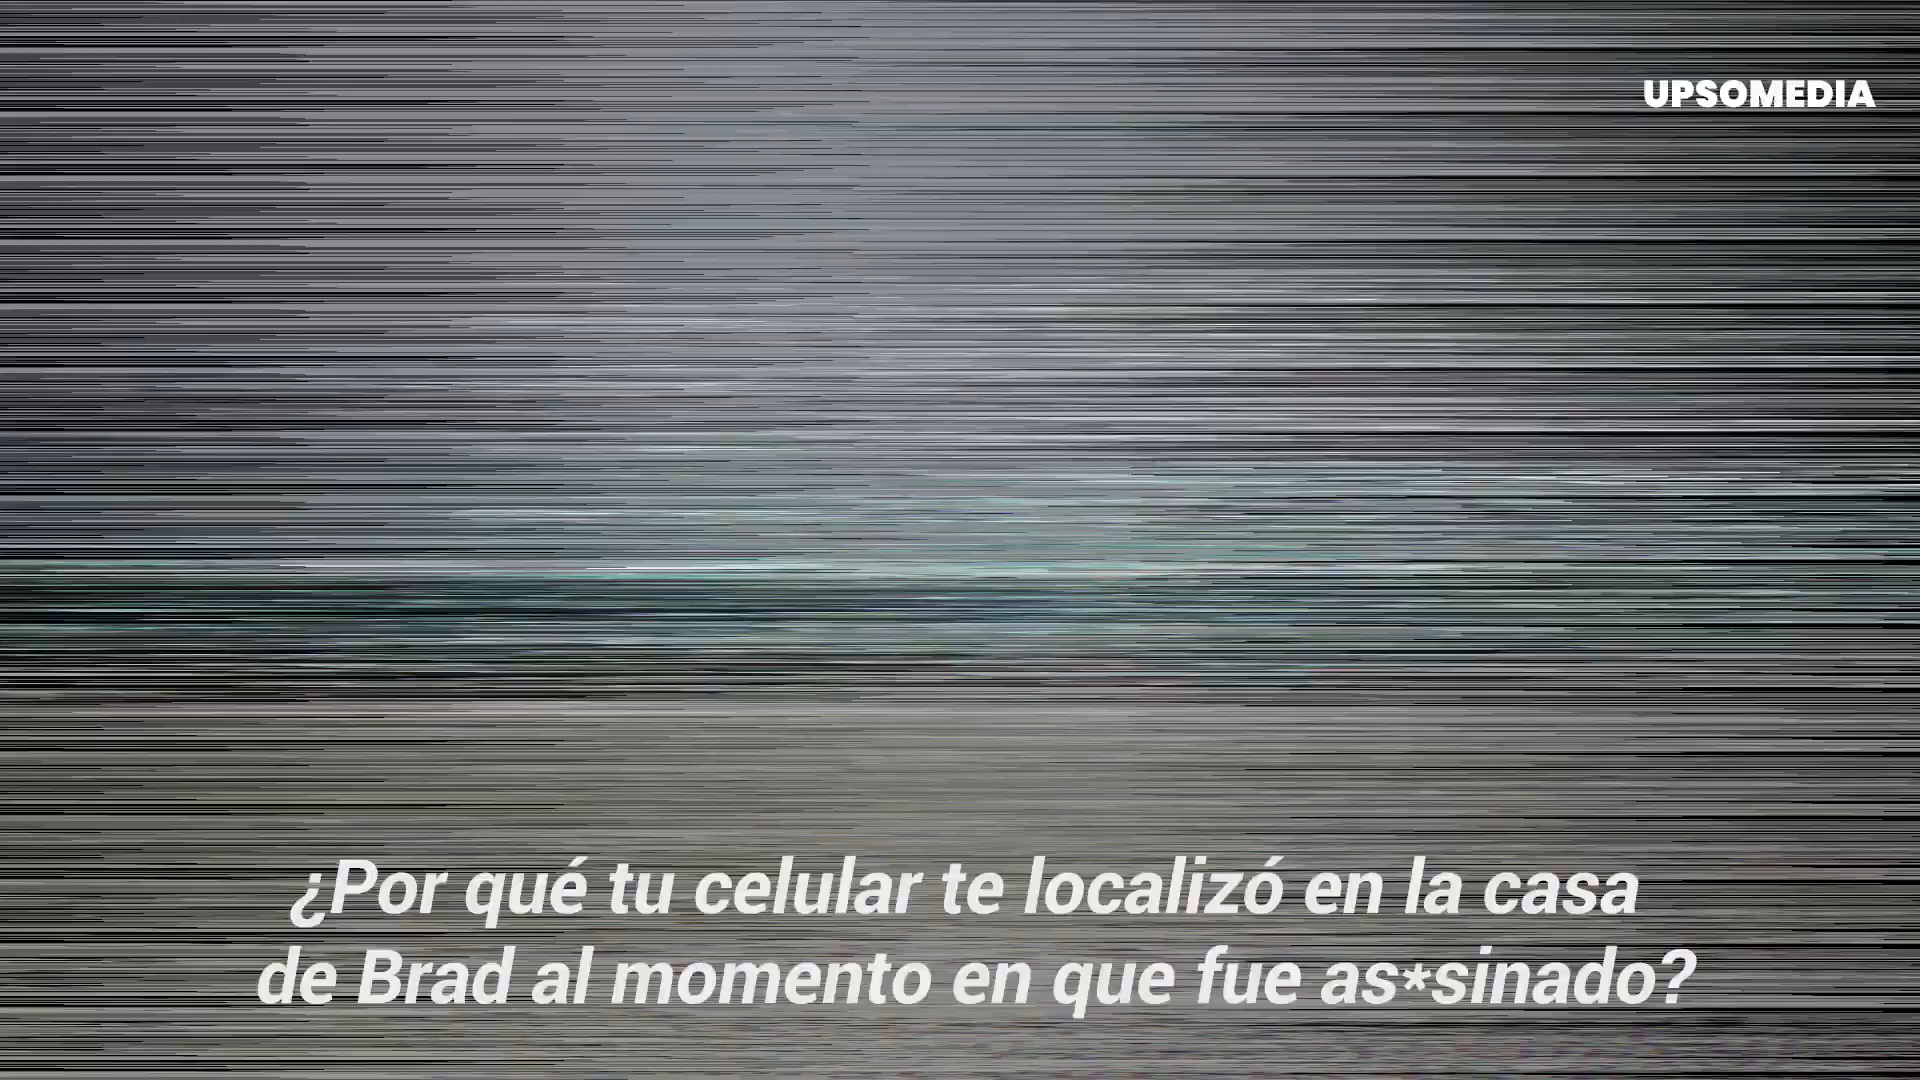 UPSOMEDIA
¿Por qué tu celular te localizó en la casa
de Brad al momento en que fue as*sinado?